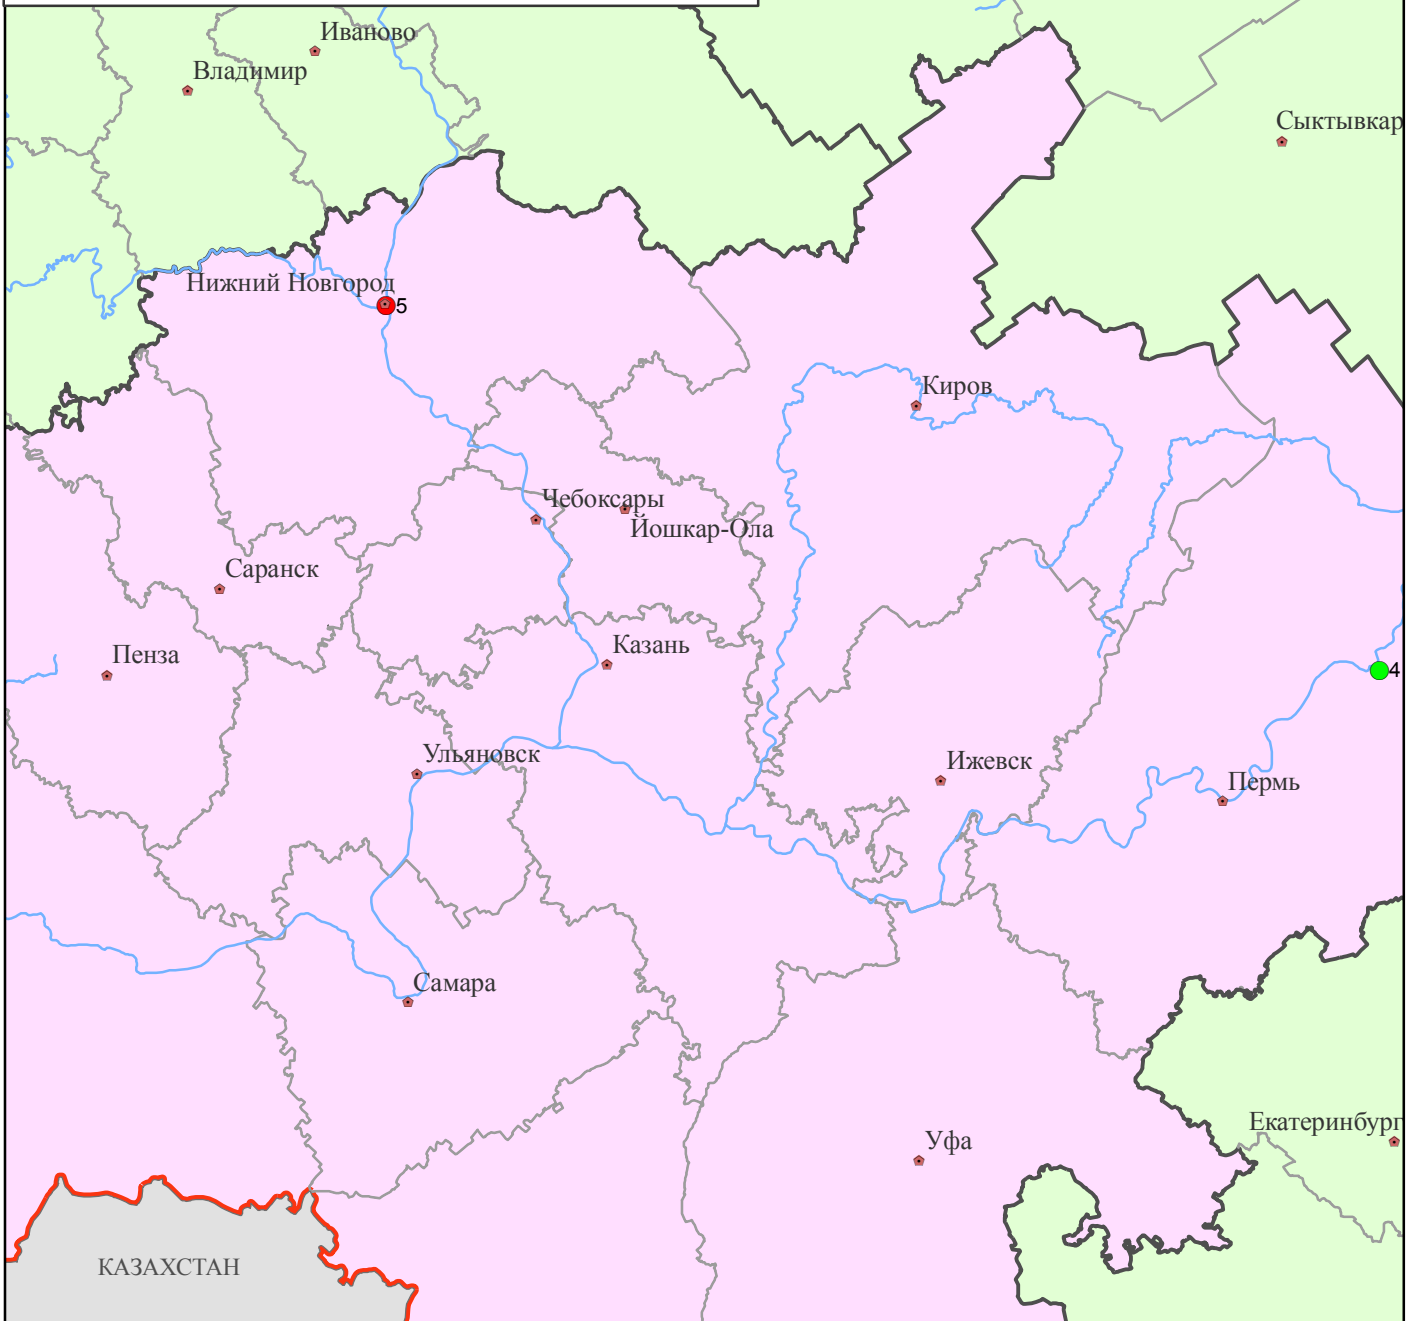 Иваново
Владимир
Сыктывкар
Нижний Новгород
5
Киров
Чебоксары
Йошкар-Ола
Саранск
Казань
Пенза
4
Ульяновск
Ижевск
Пермь
Самара
Екатеринбург
Уфа
КАЗАХСТАН